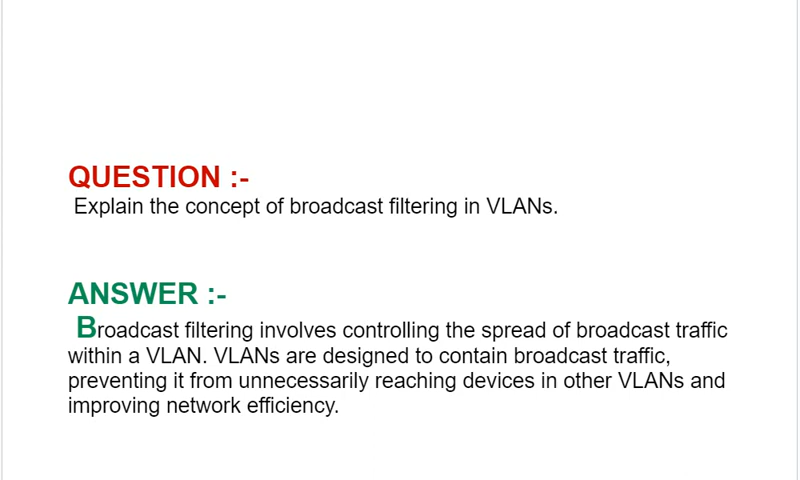 QUESTION :-
Explain the concept of broadcast filtering in VLANs.
ANSWER :-
Broadcast filtering involves controlling the spread of broadcast traffic
within a VLAN. VLANs are designed to contain broadcast traffic,
preventing it from unnecessarily reaching devices in other VLANs and
improving network efficiency.